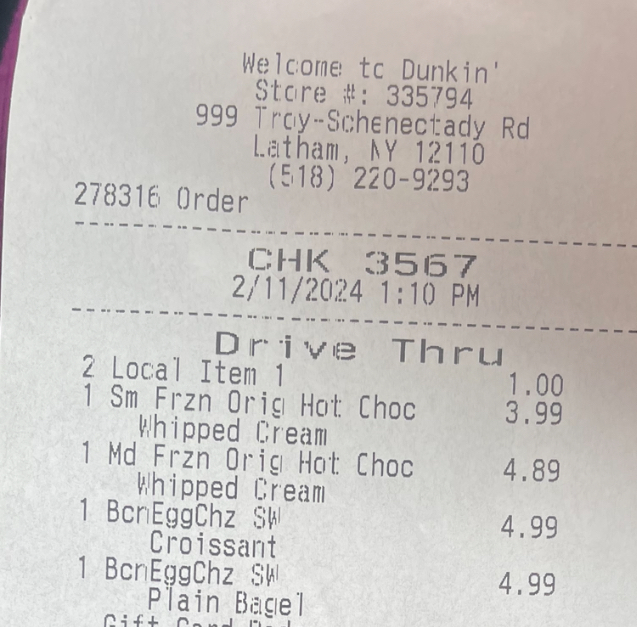 Welcome to Dunkin'
Store #: 335794
999 Troy-Schenectady Rd
Latham, NY 12110
(518) 220-9293
278316 Order
CHK 3567
2/11/2024 1:10 PM
Drive Thru
2 Local Item 1 1.00
1 Sm Frzn Orig Hot Choc 3.99
Whipped Cream
1 Md Frzn Orig Hot Choc 4.89
Whipped Cream
1 BcnEggChz SW 4.99
Croissant
1 BcnEggChz SW 4.99
Plain Bagel
Gift Card